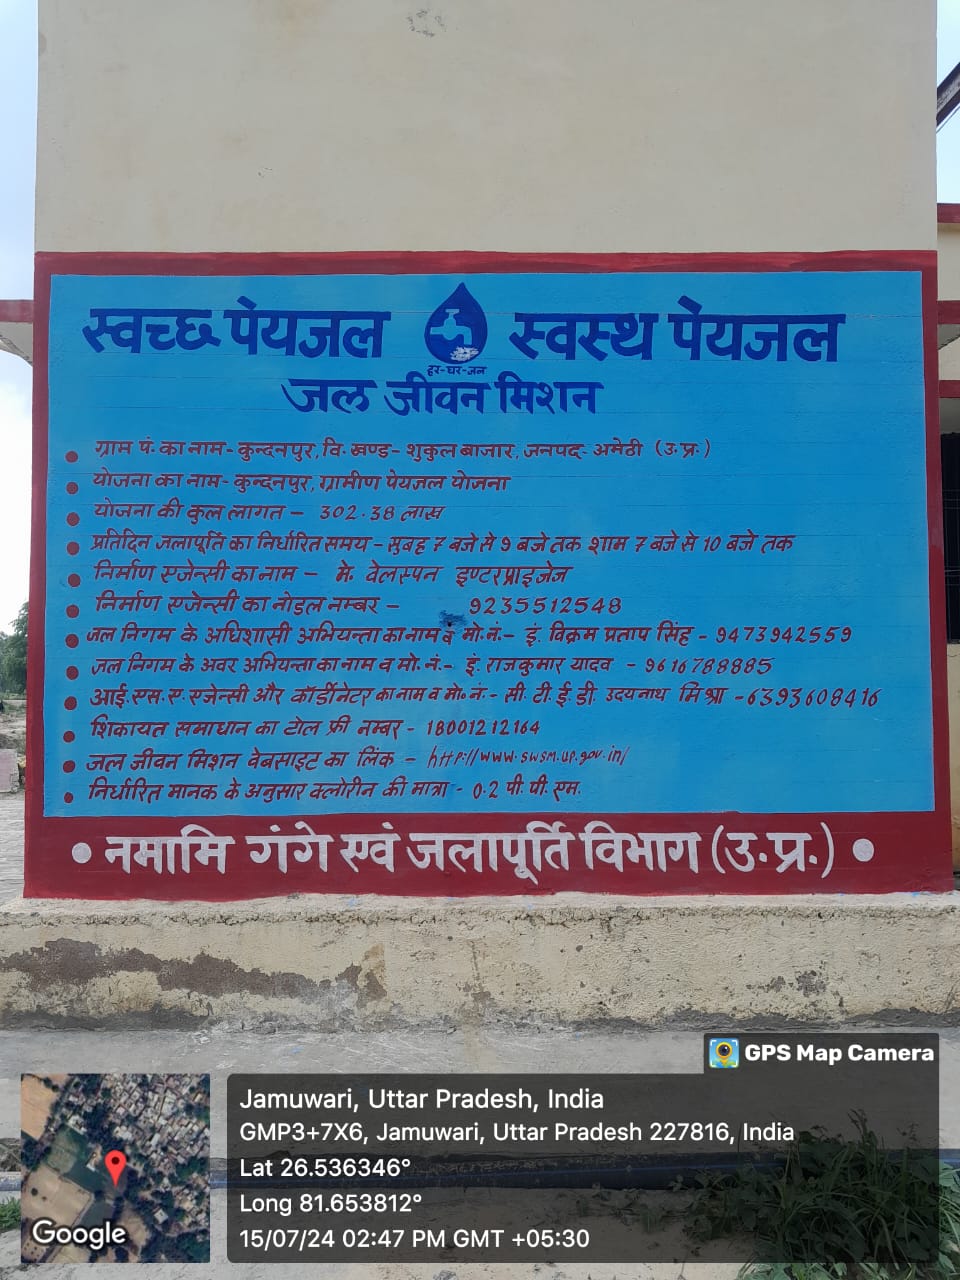 स्वच्छ पेयजल स्वस्थ पेयजल
हर-घर-जल
जल जीवन मिशन
ग्राम पं. का नाम- कुन्दनपुर, वि. खण्ड- शुकुल बाजार, जनपद- अमेठी (उ.प्र.)
योजना का नाम- कुन्दनपुर, ग्रामीण पेयजल योजना
योजना की कुल लागत - 302.38 लाख
प्रतिदिन जलापूर्ति का निर्धारित समय - सुबह 7 बजे से 9 बजे तक शाम 7 बजे से 10 बजे तक
निर्माण एजेन्सी का नाम - मे. वेलस्पन इण्टरप्राइजेज
निर्माण एजेन्सी का नोडल नम्बर - 9235512548
जल निगम के अधिशासी अभियन्ता का नाम व मो.नं.- इं. विक्रम प्रताप सिंह - 9473942559
जल निगम के अवर अभियन्ता का नाम व मो. नं.- इं. राजकुमार यादव - 9616788885
आई.एस.ए. एजेन्सी और कॉर्डीनेटर का नाम व मो० नं.- सी. टी. ई. डी. उदयनाथ मिश्रा - 6393608416
शिकायत समाधान का टोल फ्री नम्बर - 18001212164
जल जीवन मिशन वेबसाइट का लिंक - http://www.swsm.up.gov.in/
निर्धारित मानक के अनुसार क्लोरीन की मात्रा - 0.2 पी. पी. एम.
• नमामि गंगे एवं जलापूर्ति विभाग (उ.प्र.) •
GPS Map Camera
Jamuwari, Uttar Pradesh, India
GMP3+7X6, Jamuwari, Uttar Pradesh 227816, India
Lat 26.536346°
Long 81.653812°
15/07/24 02:47 PM GMT +05:30
Google